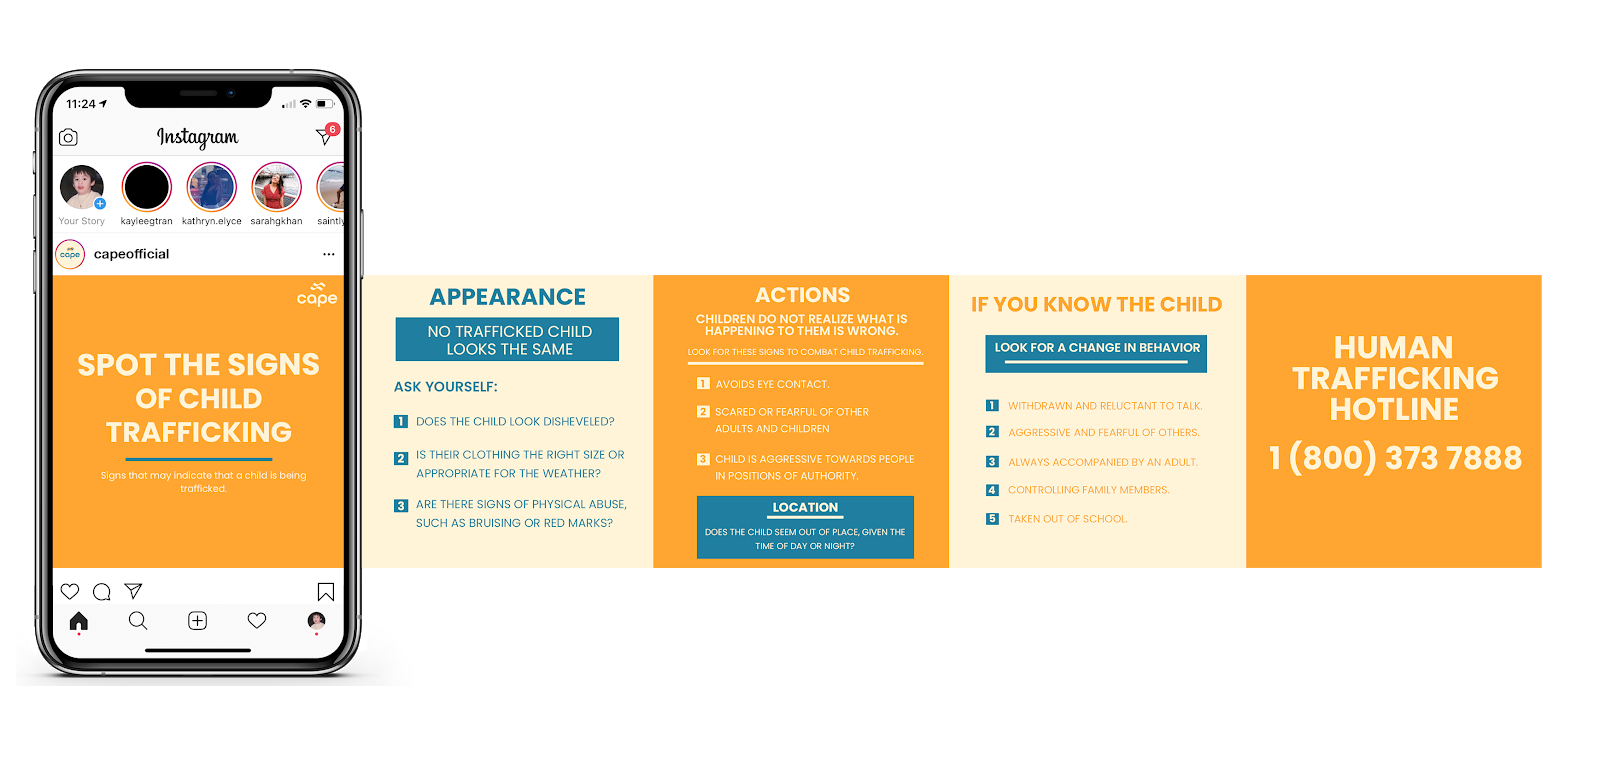 11:24
Instagram
6
Your Story
kayleegtran
kathryn.elyce
sarahgkhan
saintly
cape
capeofficial
cape
SPOT THE SIGNS
OF CHILD
TRAFFICKING
Signs that may indicate that a child is being
trafficked.
APPEARANCE
NO TRAFFICKED CHILD
LOOKS THE SAME
ASK YOURSELF:
1 DOES THE CHILD LOOK DISHEVELED?
2 IS THEIR CLOTHING THE RIGHT SIZE OR
APPROPRIATE FOR THE WEATHER?
3 ARE THERE SIGNS OF PHYSICAL ABUSE,
SUCH AS BRUISING OR RED MARKS?
ACTIONS
CHILDREN DO NOT REALIZE WHAT IS
HAPPENING TO THEM IS WRONG.
LOOK FOR THESE SIGNS TO COMBAT CHILD TRAFFICKING.
1 AVOIDS EYE CONTACT.
2 SCARED OR FEARFUL OF OTHER
ADULTS AND CHILDREN
3 CHILD IS AGGRESSIVE TOWARDS PEOPLE
IN POSITIONS OF AUTHORITY.
LOCATION
DOES THE CHILD SEEM OUT OF PLACE, GIVEN THE
TIME OF DAY OR NIGHT?
IF YOU KNOW THE CHILD
LOOK FOR A CHANGE IN BEHAVIOR
1 WITHDRAWN AND RELUCTANT TO TALK.
2 AGGRESSIVE AND FEARFUL OF OTHERS.
3 ALWAYS ACCOMPANIED BY AN ADULT.
4 CONTROLLING FAMILY MEMBERS.
5 TAKEN OUT OF SCHOOL.
HUMAN
TRAFFICKING
HOTLINE
1 (800) 373 7888